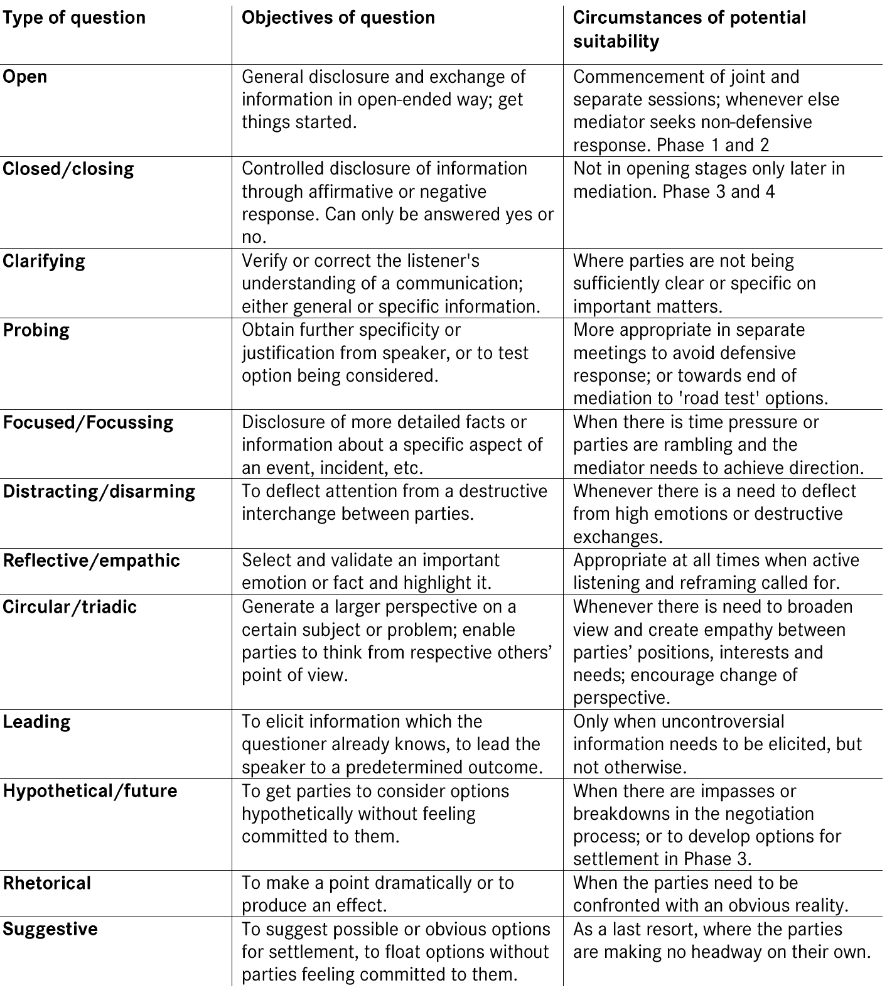 Type of question
Objectives of question
Circumstances of potential
suitability
Open
General disclosure and exchange of
information in open-ended way; get
things started.
Commencement of joint and
separate sessions; whenever else
mediator seeks non-defensive
response. Phase 1 and 2
Closed/closing
Controlled disclosure of information
through affirmative or negative
response. Can only be answered yes or
no.
Not in opening stages only later in
mediation. Phase 3 and 4
Clarifying
Verify or correct the listener's
understanding of a communication;
either general or specific information.
Where parties are not being
sufficiently clear or specific on
important matters.
Probing
Obtain further specificity or
justification from speaker, or to test
option being considered.
More appropriate in separate
meetings to avoid defensive
response; or towards end of
mediation to 'road test' options.
Focused/Focussing
Disclosure of more detailed facts or
information about a specific aspect of
an event, incident, etc.
When there is time pressure or
parties are rambling and the
mediator needs to achieve direction.
Distracting/disarming
To deflect attention from a destructive
interchange between parties.
Whenever there is a need to deflect
from high emotions or destructive
exchanges.
Reflective/empathic
Select and validate an important
emotion or fact and highlight it.
Appropriate at all times when active
listening and reframing called for.
Circular/triadic
Generate a larger perspective on a
certain subject or problem; enable
parties to think from respective others’
point of view.
Whenever there is need to broaden
view and create empathy between
parties’ positions, interests and
needs; encourage change of
perspective.
Leading
To elicit information which the
questioner already knows, to lead the
speaker to a predetermined outcome.
Only when uncontroversial
information needs to be elicited, but
not otherwise.
Hypothetical/future
To get parties to consider options
hypothetically without feeling
committed to them.
When there are impasses or
breakdowns in the negotiation
process; or to develop options for
settlement in Phase 3.
Rhetorical
To make a point dramatically or to
produce an effect.
When the parties need to be
confronted with an obvious reality.
Suggestive
To suggest possible or obvious options
for settlement, to float options without
parties feeling committed to them.
As a last resort, where the parties
are making no headway on their own.